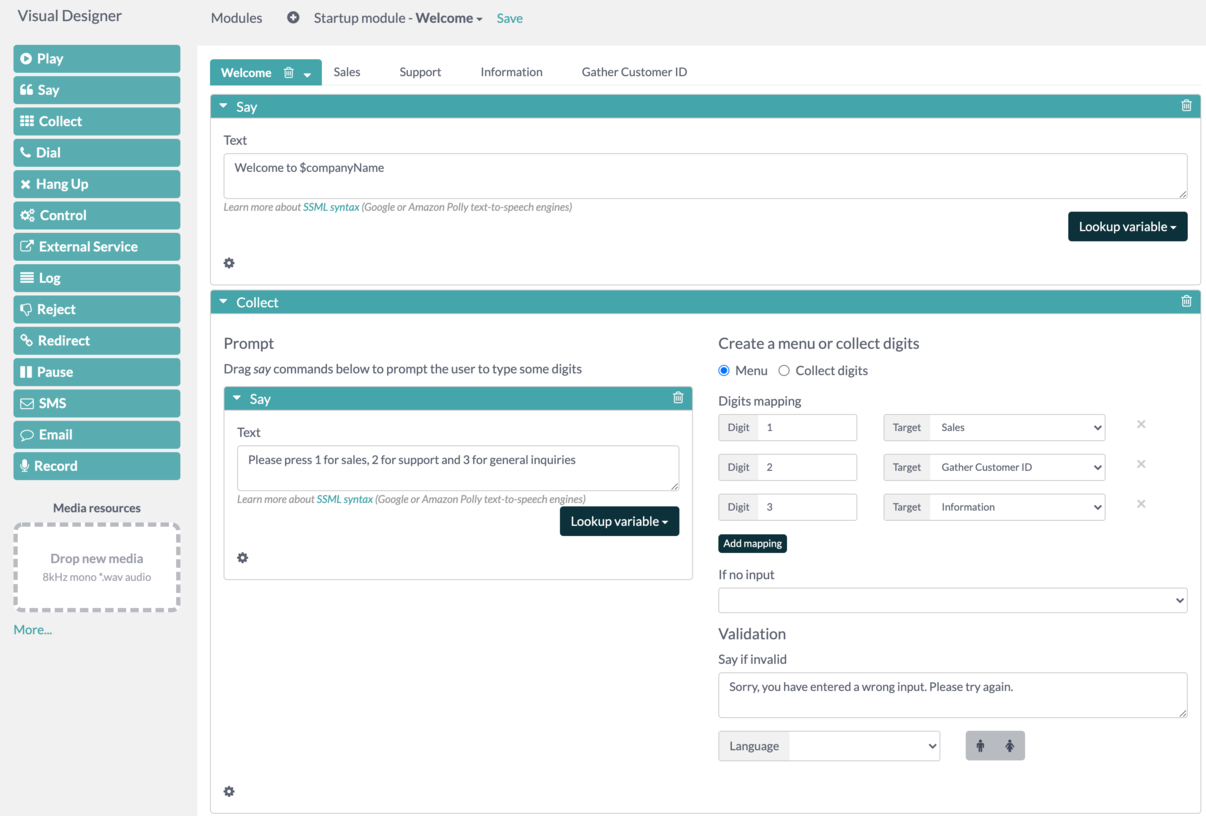 Visual Designer
Modules Startup module - Welcome Save
Play
Say
Collect
Dial
Hang Up
Control
External Service
Log
Reject
Redirect
Pause
SMS
Email
Record
Media resources
Drop new media
8kHz mono *.wav audio
More...
Welcome Sales Support Information Gather Customer ID
Say
Text
Welcome to $companyName
Learn more about SSML syntax (Google or Amazon Polly text-to-speech engines)
Lookup variable
Collect
Prompt
Drag say commands below to prompt the user to type some digits
Say
Text
Please press 1 for sales, 2 for support and 3 for general inquiries
Learn more about SSML syntax (Google or Amazon Polly text-to-speech engines)
Lookup variable
Create a menu or collect digits
Menu Collect digits
Digits mapping
Digit 1 Target Sales
Digit 2 Target Gather Customer ID
Digit 3 Target Information
Add mapping
If no input
Validation
Say if invalid
Sorry, you have entered a wrong input. Please try again.
Language